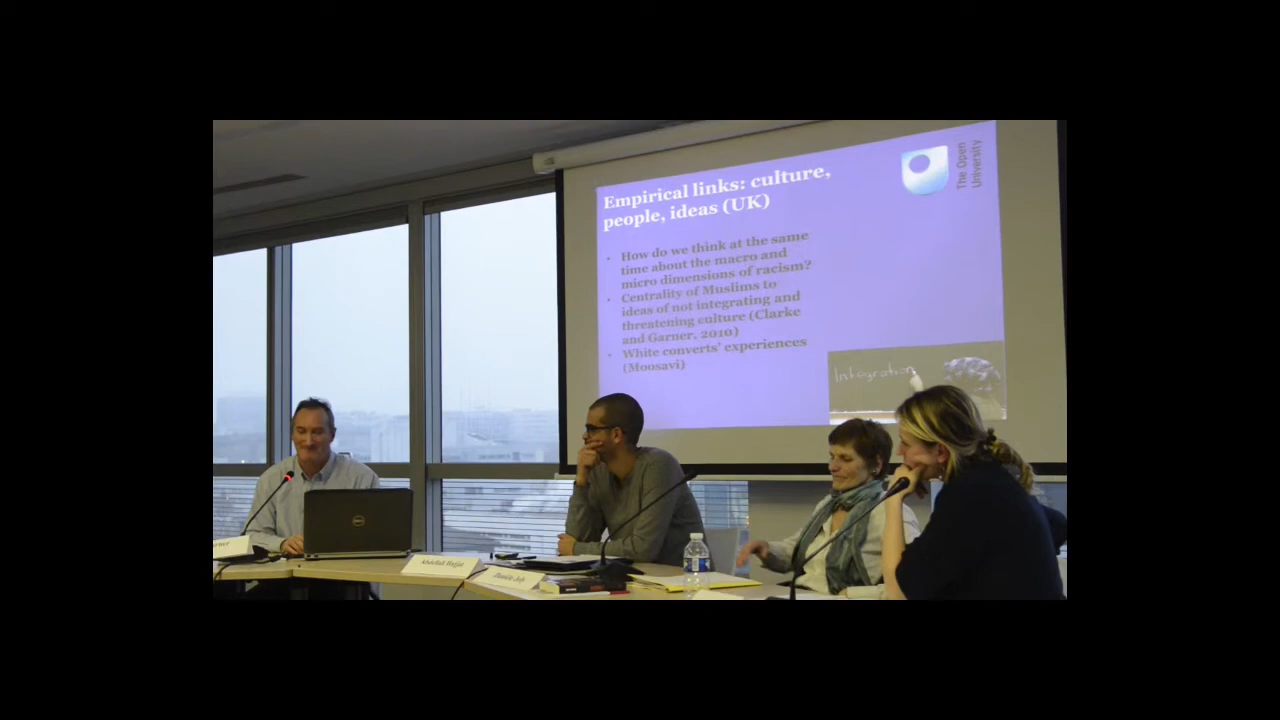 Empirical links: culture,
people, ideas (UK)
The Open
University
• How do we think at the same
time about the macro and
micro dimensions of racism?
• Centrality of Muslims to
ideas of not integrating and
threatening culture (Clarke
and Garner, 2010)
• White converts' experiences
(Moosavi)
Integration
DELL